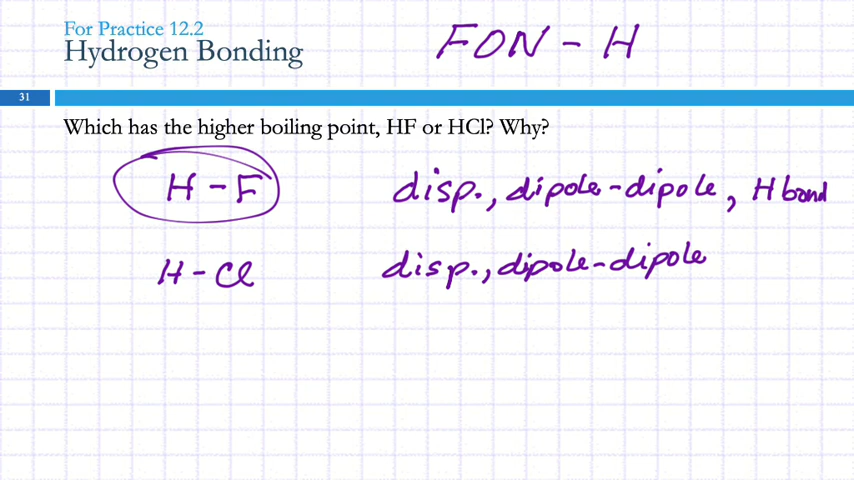 For Practice 12.2
Hydrogen Bonding
FON - H
31
Which has the higher boiling point, HF or HCl? Why?
H - F disp., dipole-dipole, H bond
H - Cl disp., dipole-dipole